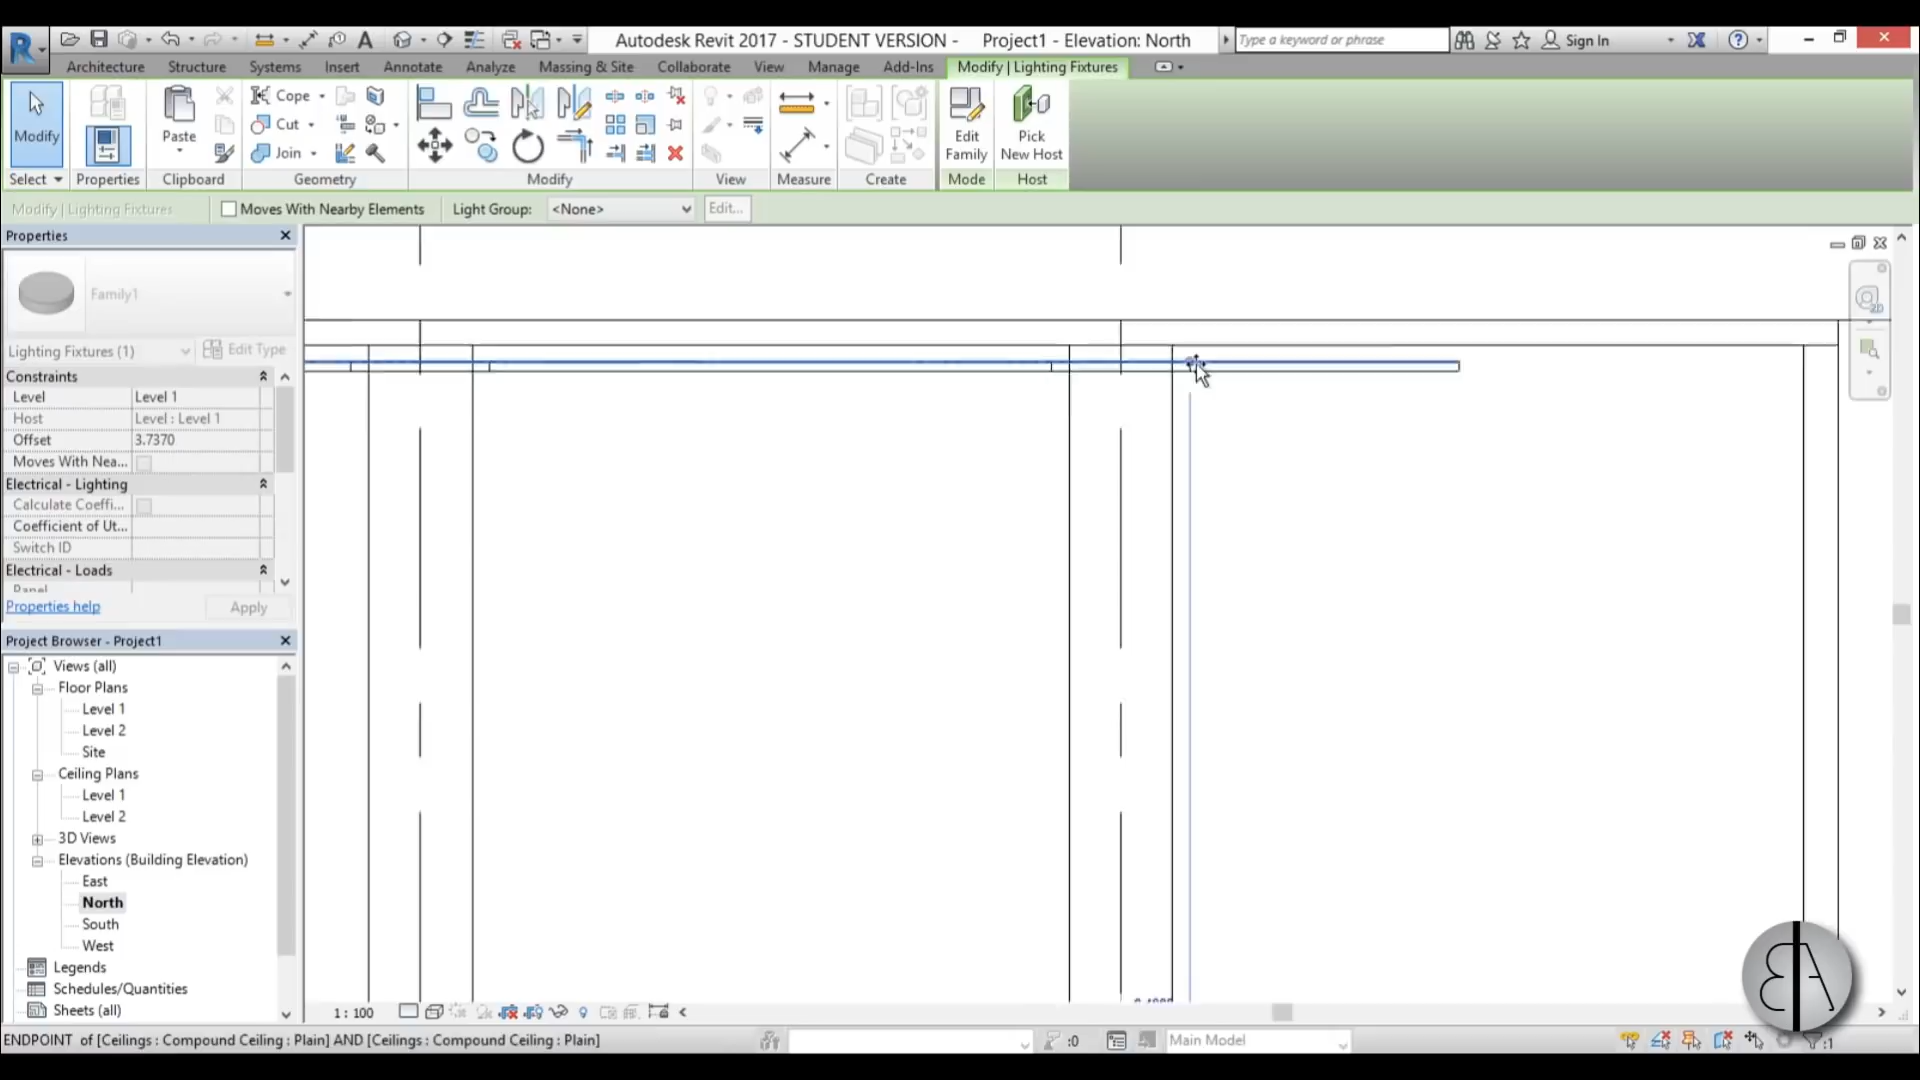 Autodesk Revit 2017 - STUDENT VERSION -    Project1 - Elevation: North
Type a keyword or phrase
Sign In
Architecture Structure Systems Insert Annotate Analyze Massing & Site Collaborate View Manage Add-Ins Modify | Lighting Fixtures
Modify
Paste
Cope
Cut
Join
Edit Family
Pick New Host
Select Properties Clipboard Geometry Modify View Measure Create Mode Host
Modify | Lighting Fixtures Moves With Nearby Elements Light Group: <None> Edit...
Properties
Family1
Lighting Fixtures (1) Edit Type
Constraints
Level Level 1
Host Level : Level 1
Offset 3.7370
Moves With Nea...
Electrical - Lighting
Calculate Coeffi...
Coefficient of Ut...
Switch ID
Electrical - Loads
Panel
Properties help Apply
Project Browser - Project1
Views (all)
Floor Plans
Level 1
Level 2
Site
Ceiling Plans
Level 1
Level 2
3D Views
Elevations (Building Elevation)
East
North
South
West
Legends
Schedules/Quantities
Sheets (all)
1 : 100
ENDPOINT of [Ceilings : Compound Ceiling : Plain] AND [Ceilings : Compound Ceiling : Plain]
:0
Main Model
:1